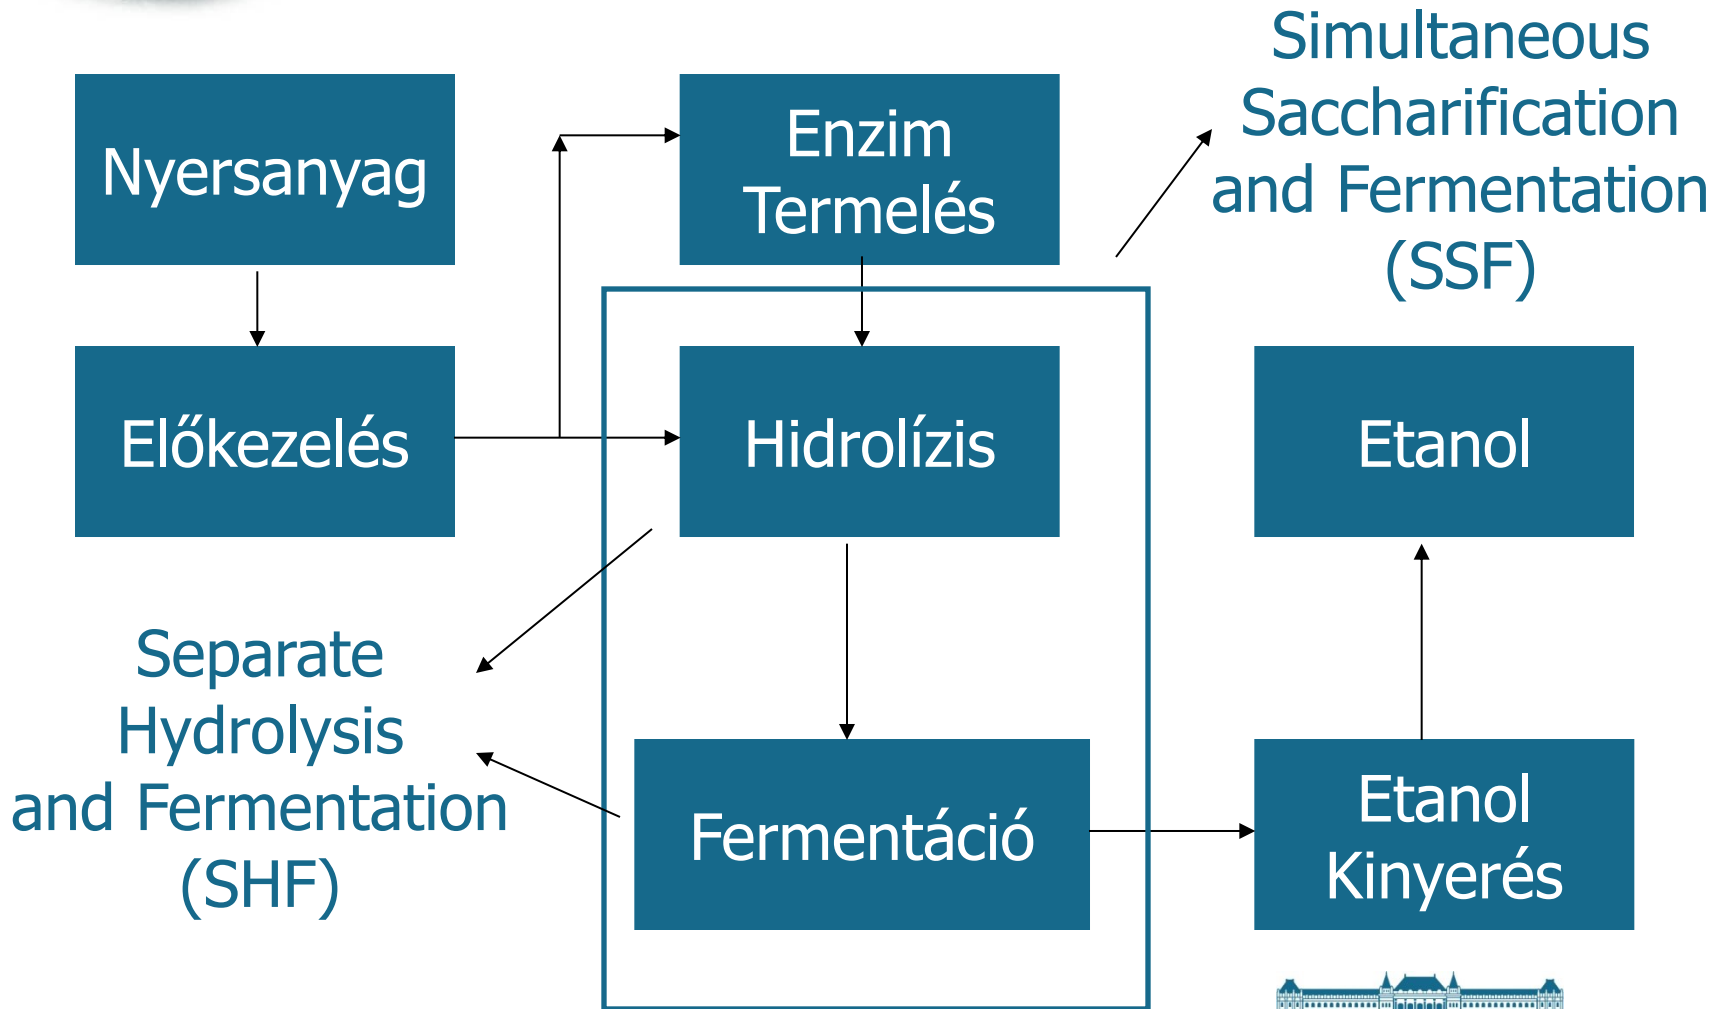 Simultaneous
Saccharification
and Fermentation
(SSF)
Nyersanyag
Enzim
Termelés
Előkezelés
Hidrolízis
Etanol
Separate
Hydrolysis
and Fermentation
(SHF)
Fermentáció
Etanol
Kinyerés